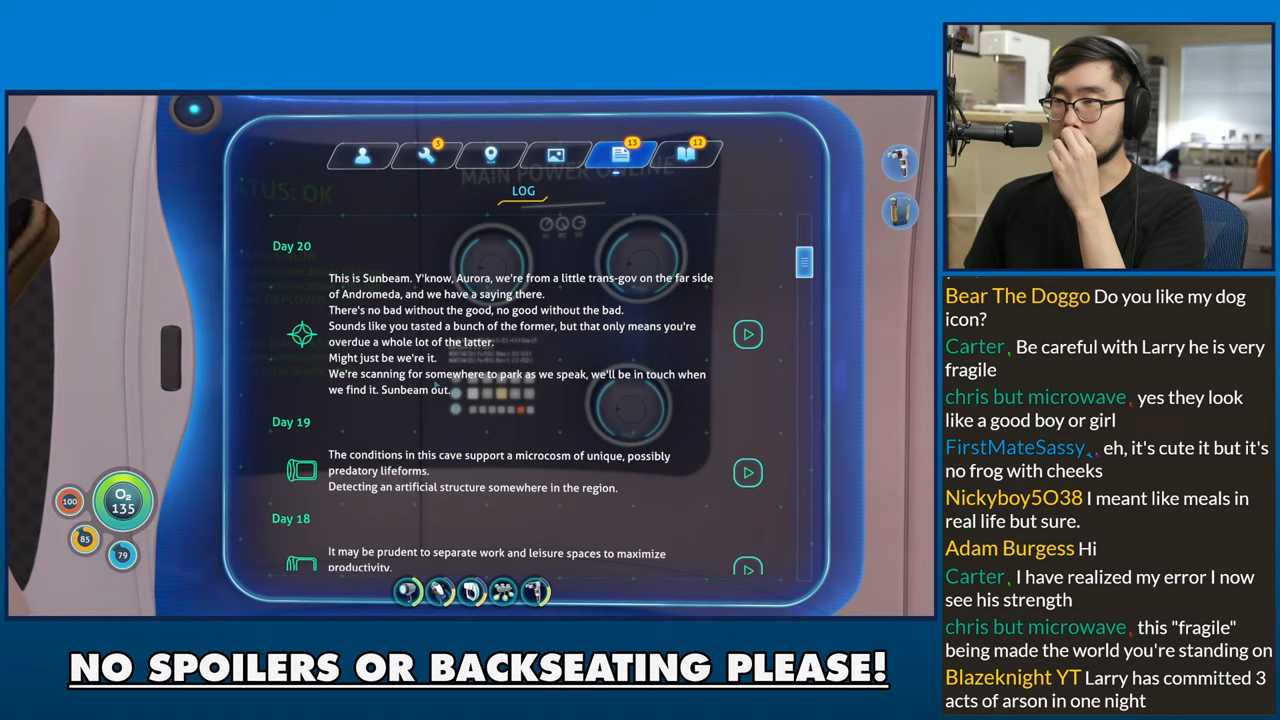 3
13
12
STATUS: OK
MAIN POWER ONLINE
LOG
Day 20
This is Sunbeam. Y'know, Aurora, we're from a little trans-gov on the far side
of Andromeda, and we have a saying there.
There's no bad without the good, no good without the bad.
Sounds like you tasted a bunch of the former, but that only means you're
overdue a whole lot of the latter.
Might just be we're it.
We're scanning for somewhere to park as we speak, we'll be in touch when
we find it. Sunbeam out.
Day 19
The conditions in this cave support a microcosm of unique, possibly
predatory lifeforms.
Detecting an artificial structure somewhere in the region.
Day 18
It may be prudent to separate work and leisure spaces to maximize
productivity.
O₂
135
100
85
79
NO SPOILERS OR BACKSEATING PLEASE!
Bear The Doggo Do you like my dog
icon?
Carter, Be careful with Larry he is very
fragile
chris but microwave, yes they look
like a good boy or girl
FirstMateSassy, eh, it's cute it but it's
no frog with cheeks
Nickyboy5O38 I meant like meals in
real life but sure.
Adam Burgess Hi
Carter, I have realized my error I now
see his strength
chris but microwave, this "fragile"
being made the world you're standing on
Blazeknight YT Larry has committed 3
acts of arson in one night